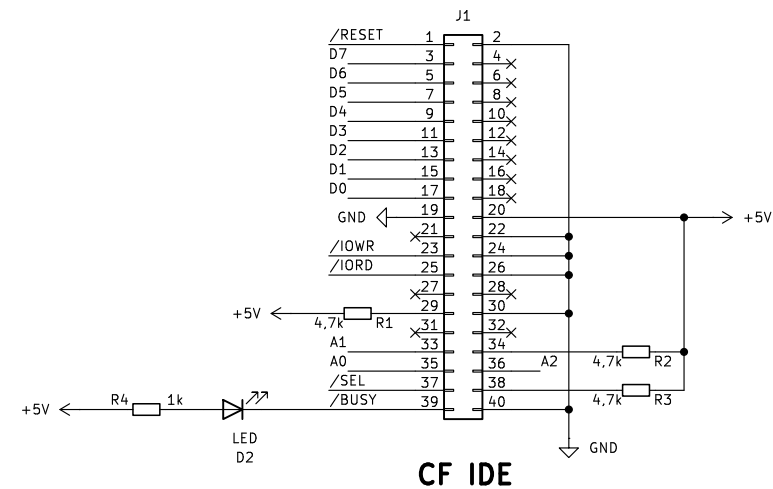 J1
/RESET 1 2
D7 3 4
D6 5 6
D5 7 8
D4 9 10
D3 11 12
D2 13 14
D1 15 16
D0 17 18
GND 19 20 +5V
21 22
/IOWR 23 24
/IORD 25 26
27 28
+5V 4,7k R1 29 30
31 32
A1 33 34 4,7k R2
A0 35 36 A2
/SEL 37 38 4,7k R3
+5V R4 1k /BUSY 39 40
LED
D2
GND
CF IDE